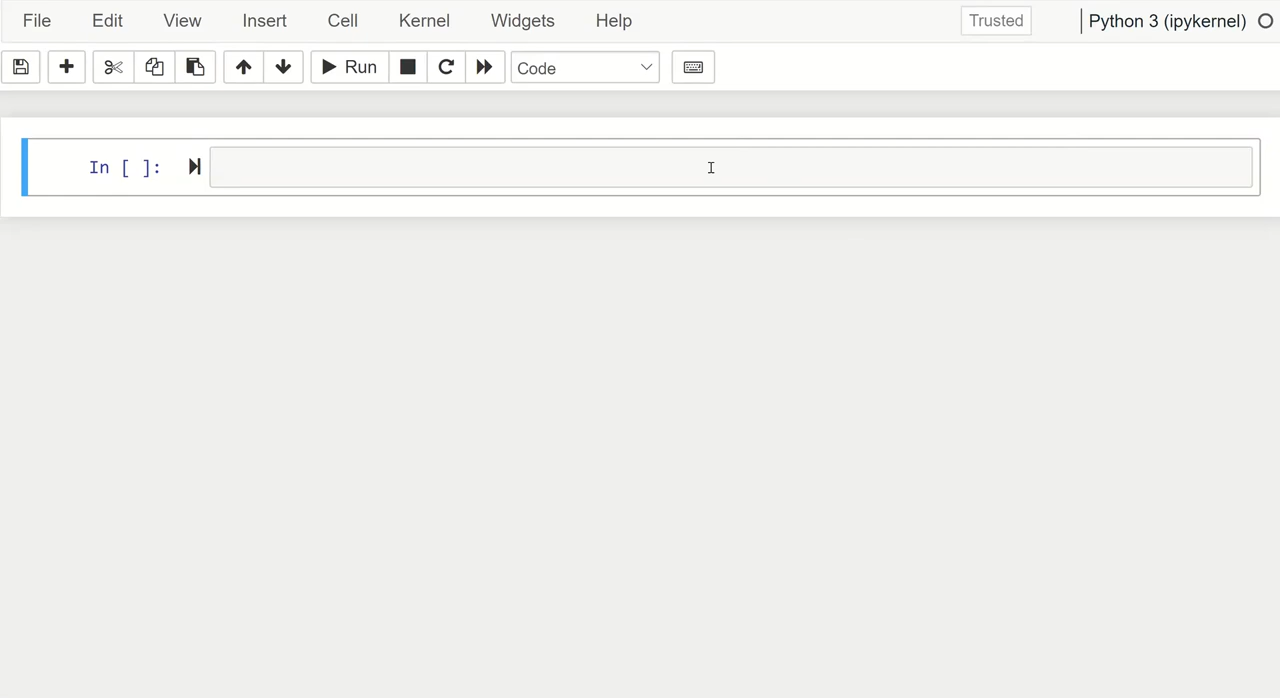 File Edit View Insert Cell Kernel Widgets Help Trusted Python 3 (ipykernel)
Run Code
In [ ]: